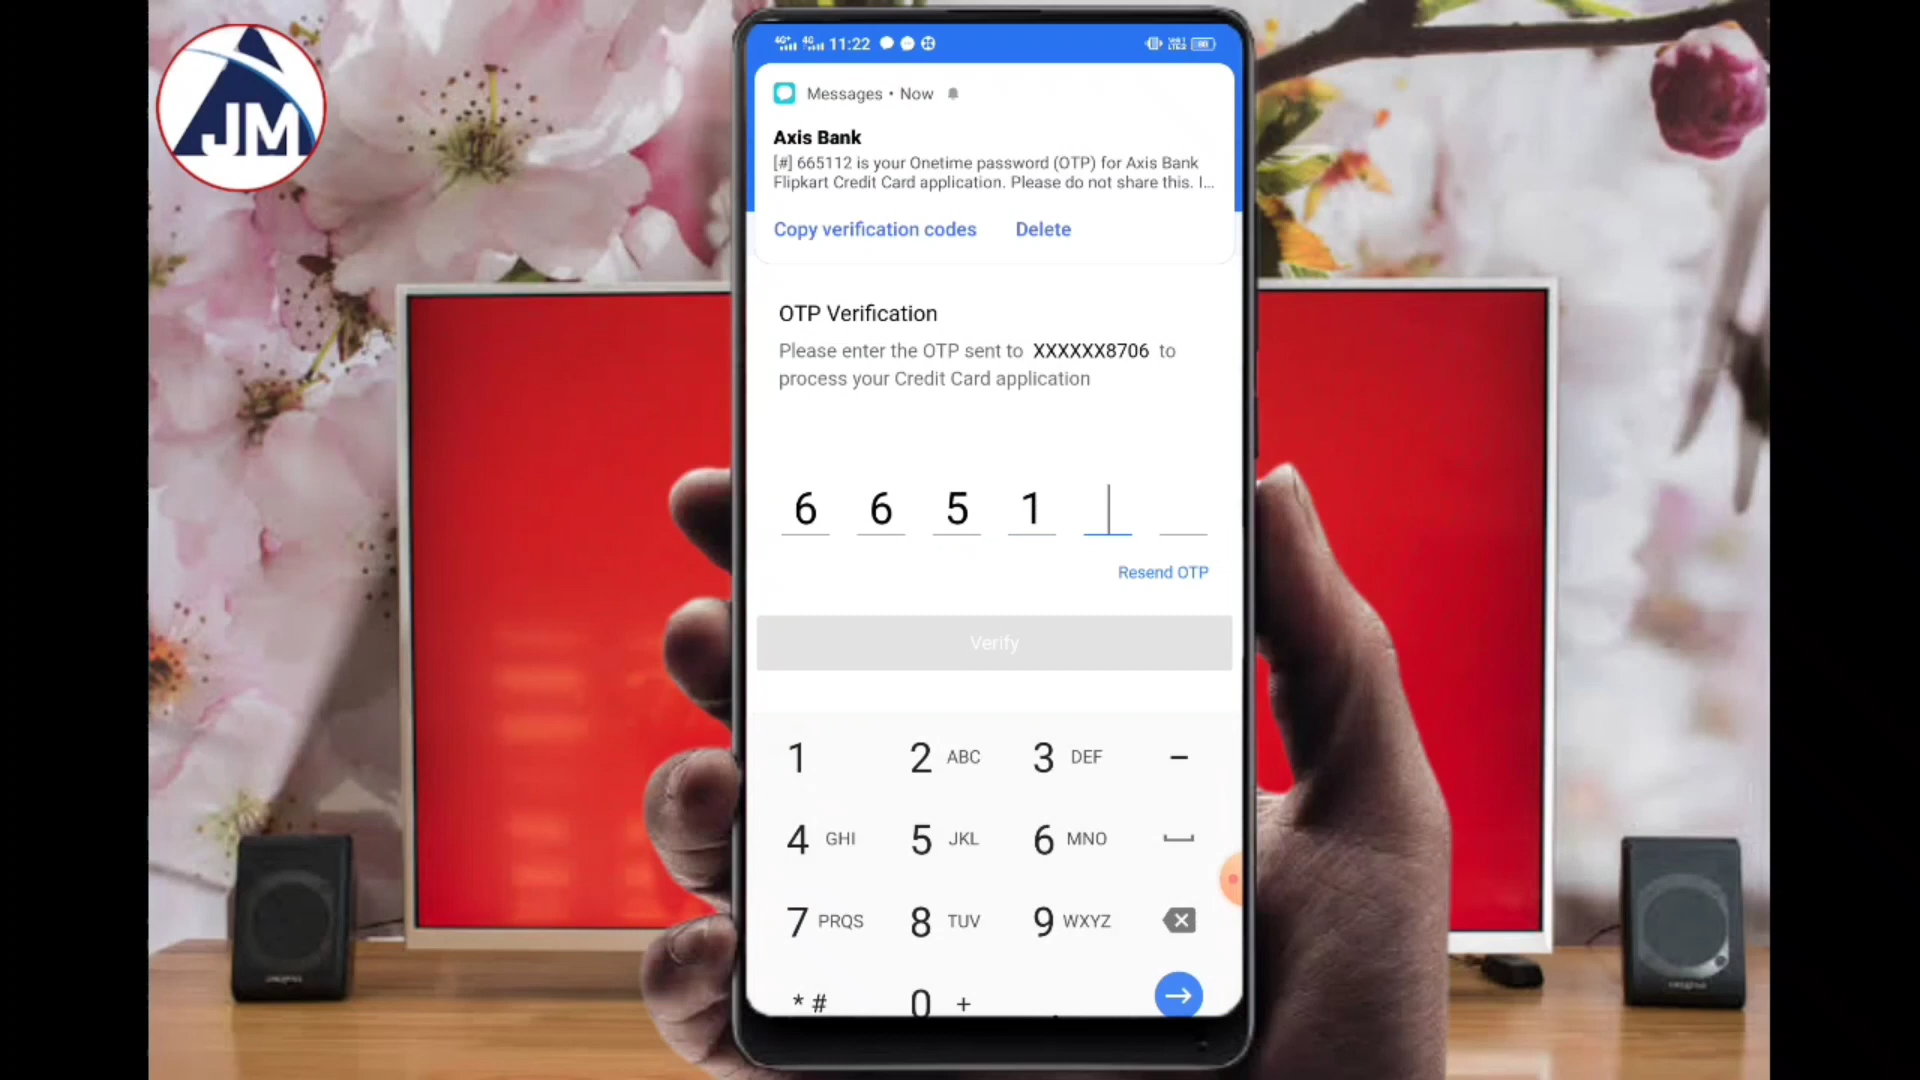 JM
4G+ 4G 11:22
Messages • Now
Axis Bank
[#] 665112 is your Onetime password (OTP) for Axis Bank
Flipkart Credit Card application. Please do not share this. I...
Copy verification codes Delete
OTP Verification
Please enter the OTP sent to XXXXXX8706 to
process your Credit Card application
6 6 5 1
Resend OTP
Verify
1 2 ABC 3 DEF -
4 GHI 5 JKL 6 MNO
7 PRQS 8 TUV 9 WXYZ
* # 0 + .